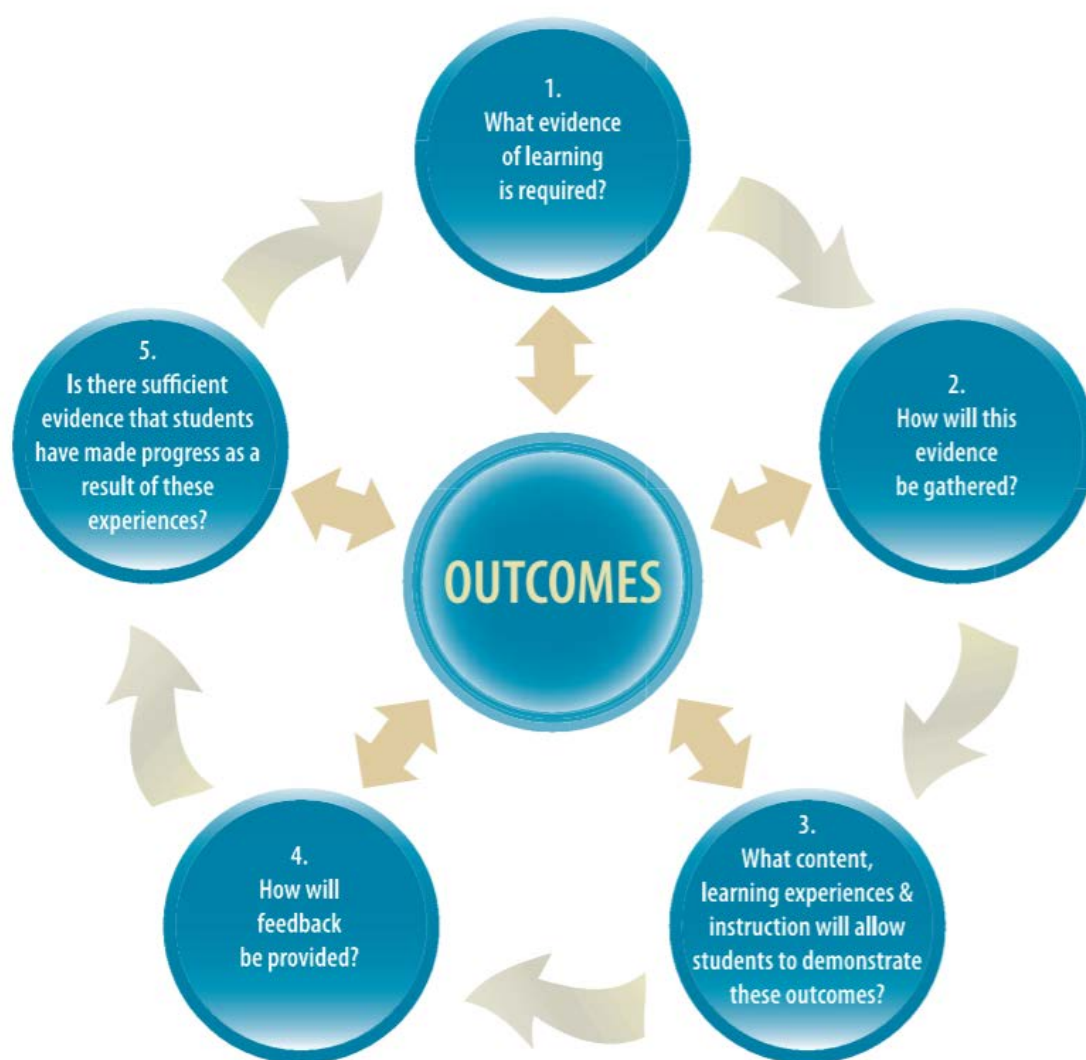 1.
What evidence
of learning
is required?
2.
How will this
evidence
be gathered?
3.
What content,
learning experiences &
instruction will allow
students to demonstrate
these outcomes?
4.
How will
feedback
be provided?
5.
Is there sufficient
evidence that students
have made progress as a
result of these
experiences?
OUTCOMES